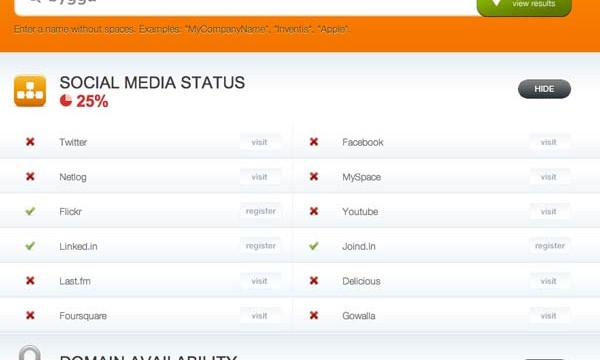 view results
Enter a name without spaces. Examples: "MyCompanyName", "Inventis", "Apple".
SOCIAL MEDIA STATUS
25%
HIDE
Twitter visit Facebook visit
Netlog visit MySpace visit
Flickr register Youtube visit
Linked.in register Joind.In register
Last.fm visit Delicious visit
Foursquare visit Gowalla visit
DOMAIN AVAILABILITY